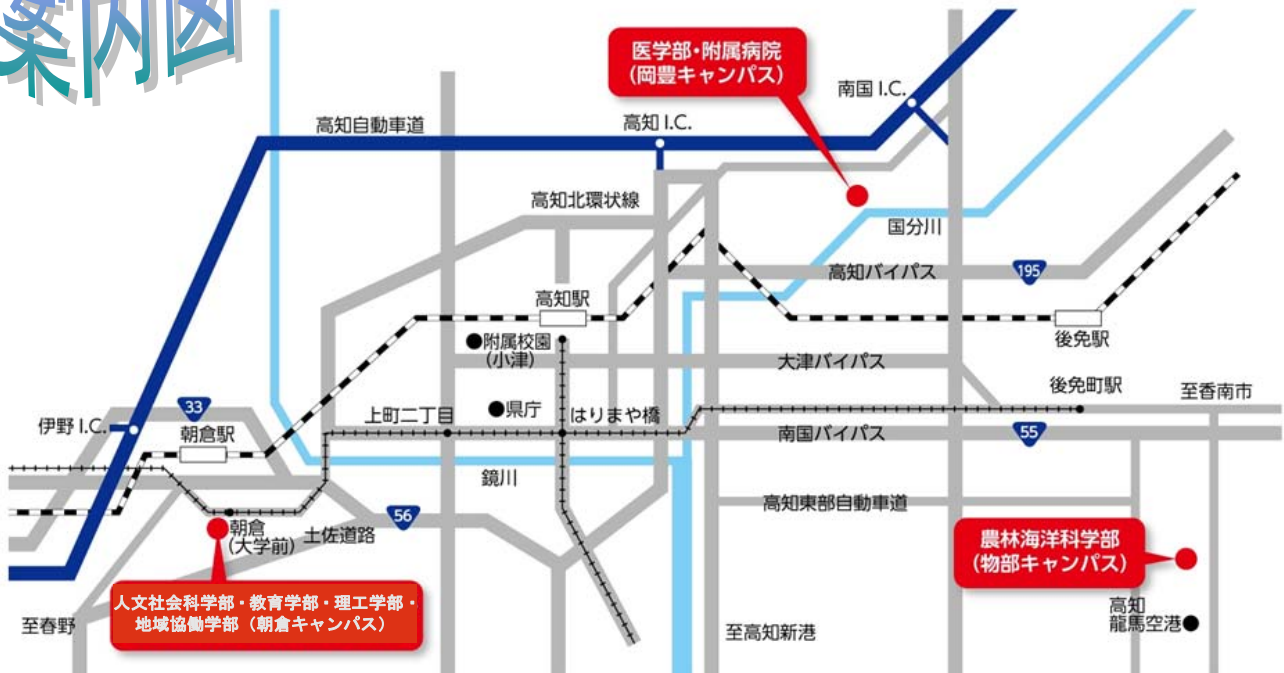 案内図
医学部・附属病院
（岡豊キャンパス）
南国 I.C.
高知自動車道
高知 I.C.
高知北環状線
国分川
高知バイパス
195
高知駅
後免駅
附属校園
（小津）
大津バイパス
後免町駅
至香南市
33
上町二丁目
県庁
はりまや橋
伊野 I.C.
朝倉駅
南国バイパス
55
鏡川
高知東部自動車道
56
朝倉
（大学前）
土佐道路
農林海洋科学部
（物部キャンパス）
人文社会科学部・教育学部・理工学部・
地域協働学部（朝倉キャンパス）
至春野
至高知新港
高知
龍馬空港